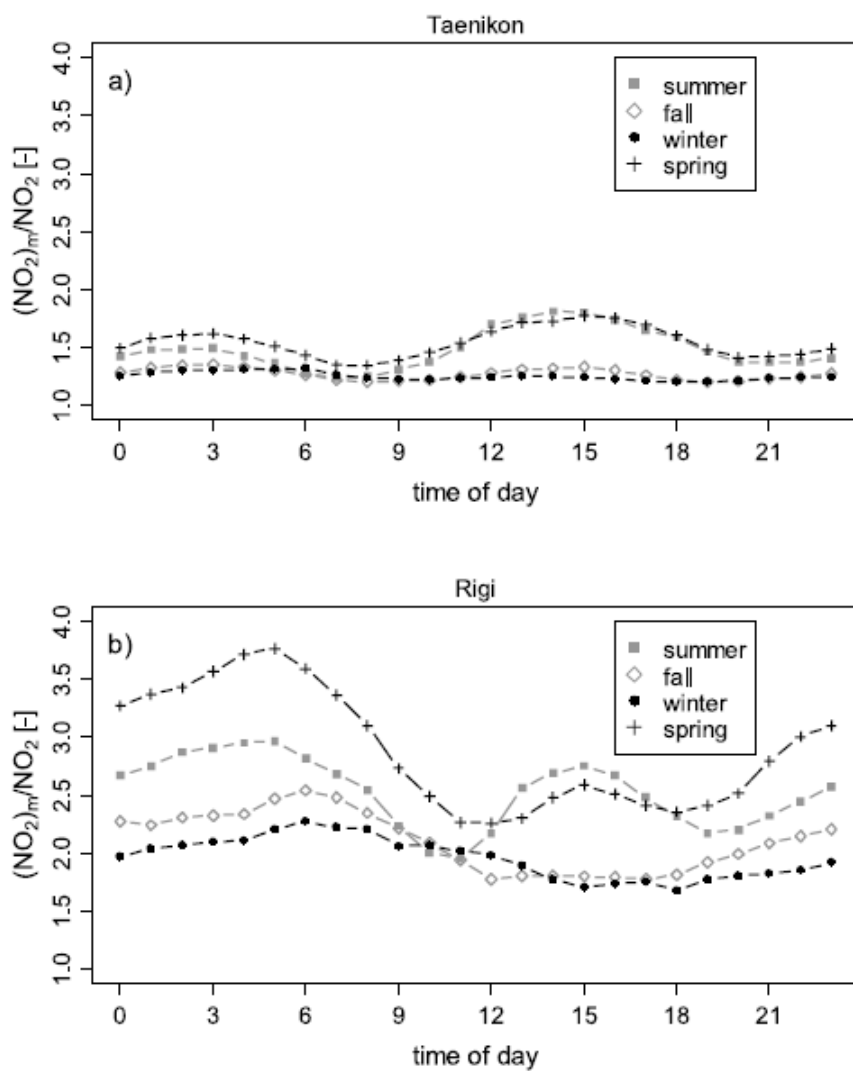 Taenikon
a)
summer
fall
winter
spring
(NO2)m/NO2 [-]
4.0
3.5
3.0
2.5
2.0
1.5
1.0
0 3 6 9 12 15 18 21
time of day
Rigi
b)
summer
fall
winter
spring
(NO2)m/NO2 [-]
4.0
3.5
3.0
2.5
2.0
1.5
1.0
0 3 6 9 12 15 18 21
time of day